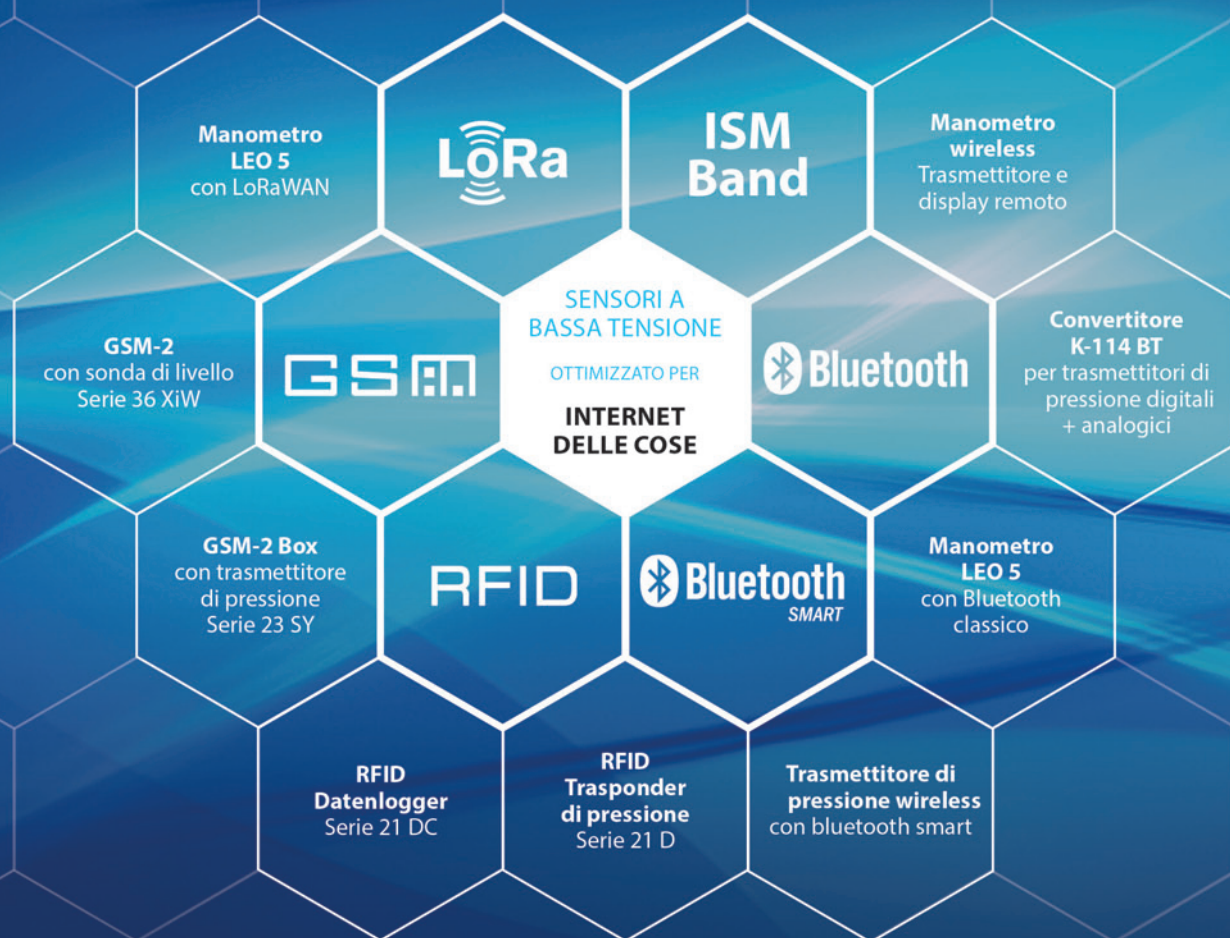 Manometro
LEO 5
con LoRaWAN
LoRa
ISM
Band
Manometro
wireless
Trasmettitore e
display remoto
GSM-2
con sonda di livello
Serie 36 XiW
GSM
SENSORI A
BASSA TENSIONE
OTTIMIZZATO PER
INTERNET
DELLE COSE
Bluetooth
Convertitore
K-114 BT
per trasmettitori di
pressione digitali
+ analogici
GSM-2 Box
con trasmettitore
di pressione
Serie 23 SY
RFID
Bluetooth
SMART
Manometro
LEO 5
con Bluetooth
classico
RFID
Datenlogger
Serie 21 DC
RFID
Trasponder
di pressione
Serie 21 D
Trasmettitore di
pressione wireless
con bluetooth smart